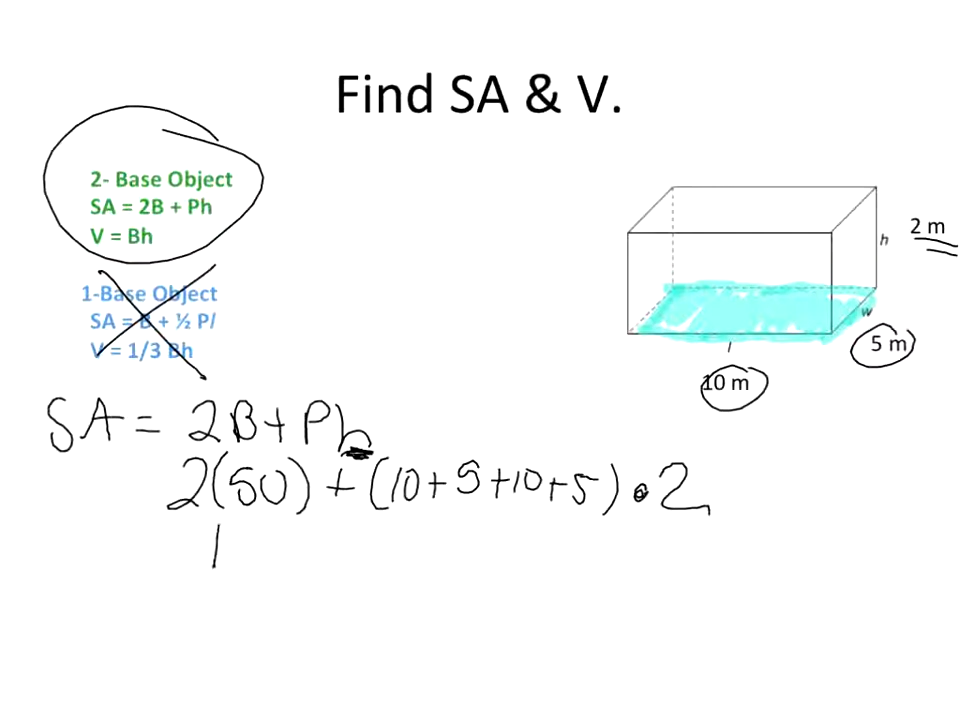 Find SA & V.
2- Base Object
SA = 2B + Ph
V = Bh
1-Base Object
SA = B + ½ Pl
V = 1/3 Bh
h
2 m
w
5 m
l
10 m
SA = 2B + Ph
2(50) + (10+5+10+5) • 2
1